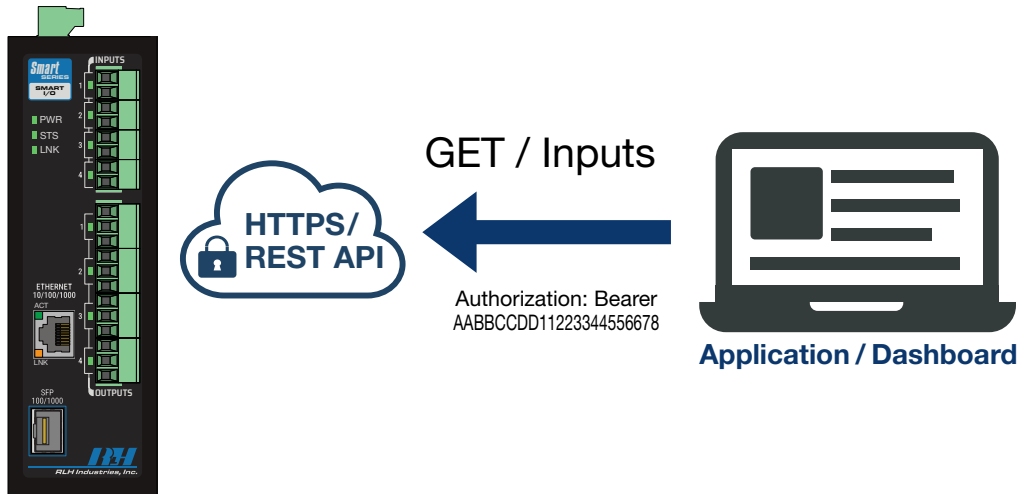 INPUTS
Smart
SERIES
SMART
I/O
1
PWR
2
STS
LNK
3
4
1
2
ETHERNET
10/100/1000
ACT
3
LNK
4
SFP
100/1000
OUTPUTS
RLH
RLH Industries, Inc.
HTTPS/
REST API
GET / Inputs
Authorization: Bearer
AABBCCDD11223344556678
Application / Dashboard